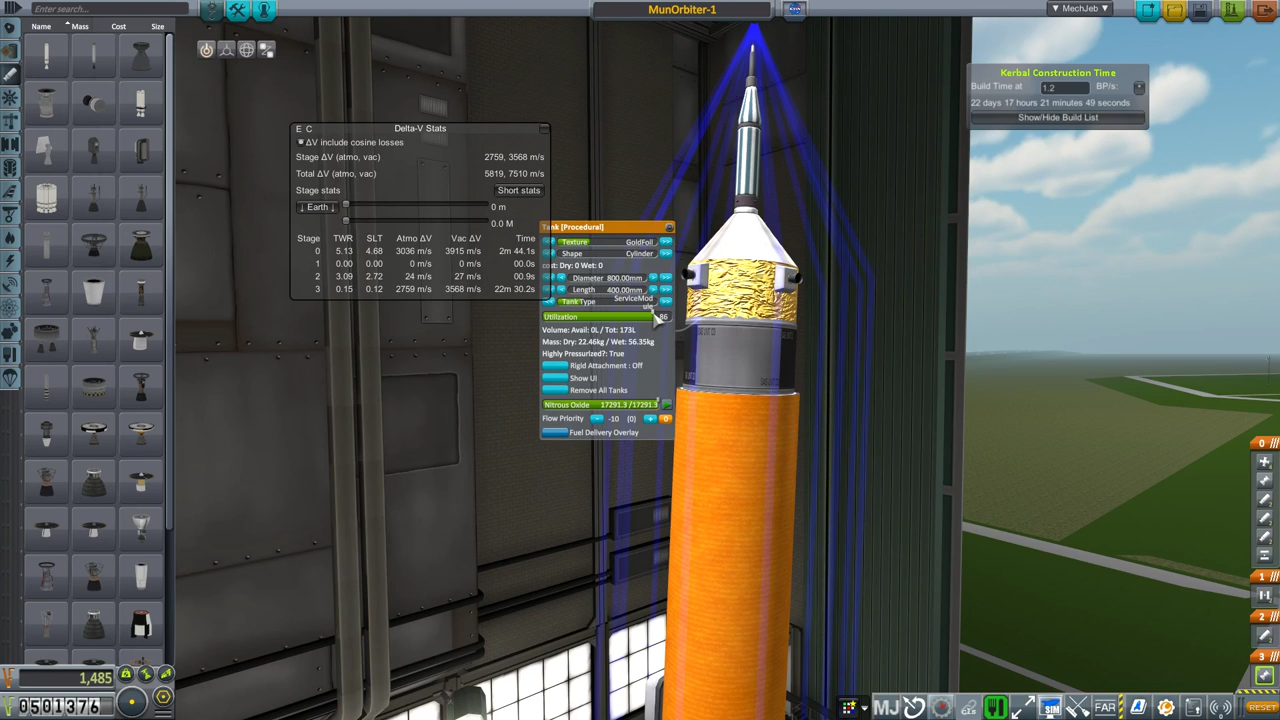 Enter search...
MunOrbiter-1
▼ MechJeb ▼
Name Mass Cost Size
Kerbal Construction Time
Build Time at 1.2 BP/s:
22 days 17 hours 21 minutes 49 seconds
Show/Hide Build List
E C Delta-V Stats
ΔV include cosine losses
Stage ΔV (atmo, vac) 2759, 3568 m/s
Total ΔV (atmo, vac) 5819, 7510 m/s
Stage stats Short stats
↓ Earth ↓ 0 m
0.0 M
Stage TWR SLT Atmo ΔV Vac ΔV Time
0 5.13 4.68 3036 m/s 3915 m/s 2m 44.1s
1 0.00 0.00 0 m/s 0 m/s 00.0s
2 3.09 2.72 24 m/s 27 m/s 00.9s
3 0.15 0.12 2759 m/s 3568 m/s 22m 30.2s
Tank [Procedural]
Texture GoldFoil
Shape Cylinder
cost: Dry: 0 Wet: 0
Diameter 800.00mm
Length 400.00mm
Tank Type ServiceMod
ule
Utilization 86
Volume: Avail: 0L / Tot: 173L
Mass: Dry: 22.46kg / Wet: 56.35kg
Highly Pressurized?: True
Rigid Attachment : Off
Show UI
Remove All Tanks
Nitrous Oxide 17291.3 /17291.3
Flow Priority - -10 (0) + 0
Fuel Delivery Overlay
0
1
2
3
1,485
0501376
MJ
SIM
FAR
RESET